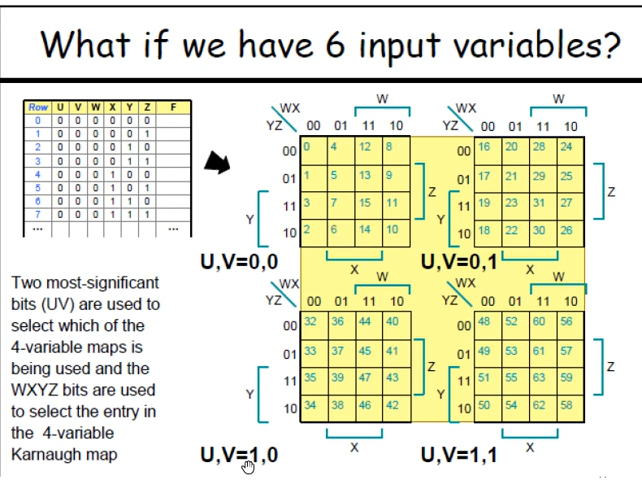 What if we have 6 input variables?
Row U V W X Y Z F
0 0 0 0 0 0 0
1 0 0 0 0 0 1
2 0 0 0 0 1 0
3 0 0 0 0 1 1
4 0 0 0 1 0 0
5 0 0 0 1 0 1
6 0 0 0 1 1 0
7 0 0 0 1 1 1
... ...
Two most-significant
bits (UV) are used to
select which of the
4-variable maps is
being used and the
WXYZ bits are used
to select the entry in
the 4-variable
Karnaugh map
W
WX
YZ 00 01 11 10
00 0 4 12 8
01 1 5 13 9
11 3 7 15 11
10 2 6 14 10
Z
Y
X
U,V=0,0
W
WX
YZ 00 01 11 10
00 16 20 28 24
01 17 21 29 25
11 19 23 31 27
10 18 22 30 26
Z
Y
X
U,V=0,1
W
WX
YZ 00 01 11 10
00 32 36 44 40
01 33 37 45 41
11 35 39 47 43
10 34 38 46 42
Z
Y
X
U,V=1,0
W
WX
YZ 00 01 11 10
00 48 52 60 56
01 49 53 61 57
11 51 55 63 59
10 50 54 62 58
Z
Y
X
U,V=1,1